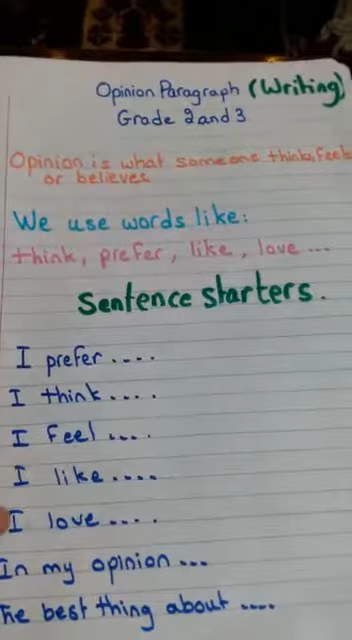 Opinion Paragraph (Writing)
Grade 2 and 3
Opinion is what someone thinks, feels
or believes
We use words like:
think, prefer, like, love ...
Sentence starters.
I prefer....
I think....
I Feel ....
I like....
I love....
In my opinion ...
The best thing about ....